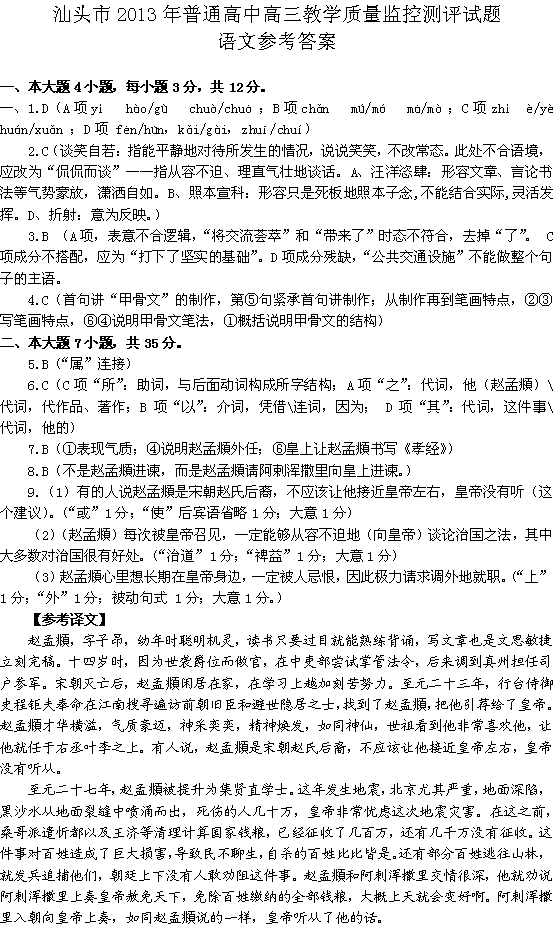 汕头市 2013 年普通高中高三教学质量监控测评试题
语文参考答案
一、本大题 4 小题，每小题 3 分，共 12 分。
一、1.D（A 项 yì hào/gù chuò/chuo ；B 项 chǎn mú/mó má/mò ；C 项 zhì è/yè
huán/xuǎn ；D 项 fèn/hūn，kǎi/gài，zhuī/chuí）
2.C（谈笑自若：指能平静地对待所发生的情况，说说笑笑，不改常态。此处不合语境，
应改为“侃侃而谈”——指从容不迫、理直气壮地谈话。A、汪洋恣肆：形容文章、言论书
法等气势豪放，潇洒自如。B、照本宣科：形容只是死板地照本子念,不能结合实际,灵活发
挥。D、折射：意为反映。）
3.B （A 项，表意不合逻辑，“将交流荟萃”和“带来了”时态不符合，去掉“了”。 C
项成分不搭配，应为“打下了坚实的基础”。D 项成分残缺，“公共交通设施”不能做整个句
子的主语。
4.C（首句讲“甲骨文”的制作，第⑤句紧承首句讲制作；从制作再到笔画特点，②③
写笔画特点，⑥④说明甲骨文笔法，①概括说明甲骨文的结构）
二、本大题 7 小题，共 35 分。
5.B（“属”连接）
6.C（C 项“所”：助词，与后面动词构成所字结构；A 项“之”：代词，他（赵孟頫）\
代词，代作品、著作；B 项“以”：介词，凭借\连词，因为； D 项“其”：代词，这件事\
代词，他的）
7.B（①表现气质；④说明赵孟頫外任；⑥皇上让赵孟頫书写《孝经》）
8.B（不是赵孟頫进谏，而是赵孟頫请阿剌浑撒里向皇上进谏。）
9.（1）有的人说赵孟頫是宋朝赵氏后裔，不应该让他接近皇帝左右，皇帝没有听（这
个建议）。（“或”1 分；“使”后宾语省略 1 分；大意 1 分）
（2）（赵孟頫）每次被皇帝召见，一定能够从容不迫地（向皇帝）谈论治国之法，其中
大多数对治国很有好处。（“治道”1 分；“裨益”1 分；大意 1 分）
（3）赵孟頫心里想长期在皇帝身边，一定被人忌恨，因此极力请求调外地就职。（“上”
1 分；“外”1 分；被动句式 1 分；大意 1 分。）
【参考译文】
赵孟頫，字子昂，幼年时聪明机灵，读书只要过目就能熟练背诵，写文章也是文思敏捷
立刻完稿。十四岁时，因为世袭爵位而做官，在中吏部尝试掌管法令，后来调到真州担任司
户参军。宋朝灭亡后，赵孟頫闲居在家，在学习上越加刻苦努力。至元二十三年，行台侍御
史程钜夫奉命在江南搜寻遍访前朝旧臣和避世隐居之士，找到了赵孟頫，把他引荐给了皇帝。
赵孟頫才华横溢，气质豪迈，神采奕奕，精神焕发，如同神仙，世祖看到他非常喜欢他，让
他就任于右丞叶李之上。有人说，赵孟頫是宋朝赵氏后裔，不应该让他接近皇帝左右，皇帝
没有听从。
至元二十七年，赵孟頫被提升为集贤直学士。这年发生地震，北京尤其严重，地面深陷，
黑沙水从地面裂缝中喷涌而出，死伤的人几十万，皇帝非常忧虑这次地震灾害。在这之前，
桑哥派遣忻都以及王济等清理计算国家钱粮，已经征收了几百万，还有几千万没有征收。这
件事对百姓造成了巨大损害，导致民不聊生，自杀的百姓比比皆是。还有部分百姓逃往山林，
就发兵追捕他们，朝廷上下没有人敢劝阻这件事。赵孟頫和阿剌浑撒里交情很深，他就劝说
阿剌浑撒里上奏皇帝赦免天下，免除百姓缴纳的全部钱粮，大概上天就会变好啊。阿剌浑撒
里入朝向皇帝上奏，如同赵孟頫说的一样，皇帝听从了他的话。